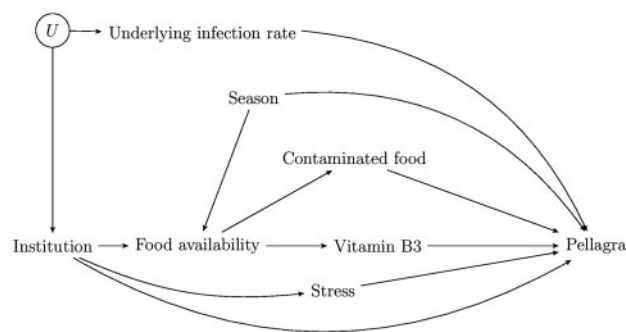 U
Underlying infection rate
Season
Contaminated food
Institution
Food availability
Vitamin B3
Pellagra
Stress